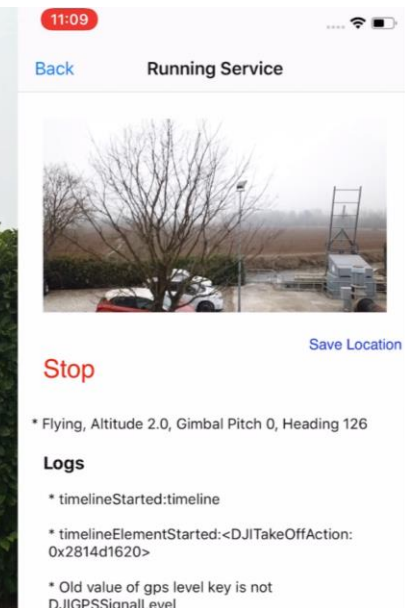 11:09
Back
Running Service
Save Location
Stop
* Flying, Altitude 2.0, Gimbal Pitch 0, Heading 126
Logs
* timelineStarted:timeline
* timelineElementStarted:<DJITakeOffAction:
0x2814d1620>
* Old value of gps level key is not
DJIGPSSignalLevel